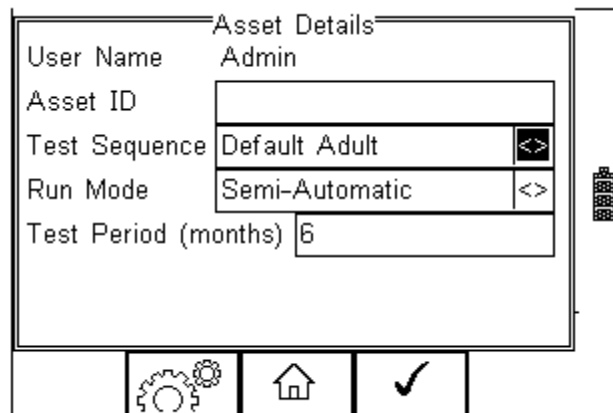 Asset Details
User Name Admin
Asset ID
Test Sequence Default Adult <>
Run Mode Semi-Automatic <>
Test Period (months) 6